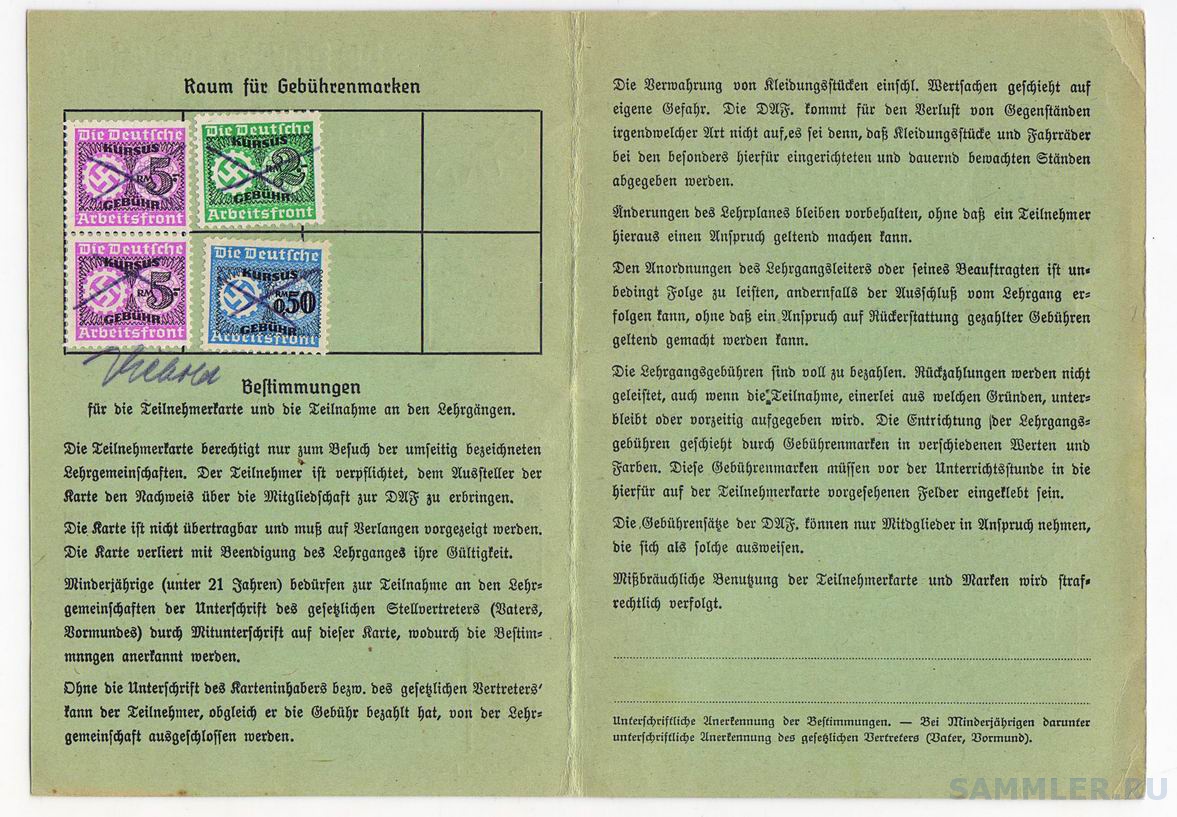 Raum für Gebührenmarken
Die Deutsche
KURSUS
RM 5.-
GEBÜHR
Arbeitsfront
Die Deutsche
KURSUS
RM 2.-
GEBÜHR
Arbeitsfront
Die Deutsche
KURSUS
RM 5.-
GEBÜHR
Arbeitsfront
Die Deutsche
KURSUS
RM 0,50
GEBÜHR
Arbeitsfront
Bestimmungen
für die Teilnehmerkarte und die Teilnahme an den Lehrgängen.
Die Teilnehmerkarte berechtigt nur zum Besuch der umseitig bezeichneten
Lehrgemeinschaften. Der Teilnehmer ist verpflichtet, dem Aussteller der
Karte den Nachweis über die Mitgliedschaft zur DAF zu erbringen.
Die Karte ist nicht übertragbar und muß auf Verlangen vorgezeigt werden.
Die Karte verliert mit Beendigung des Lehrganges ihre Gültigkeit.
Minderjährige (unter 21 Jahren) bedürfen zur Teilnahme an den Lehr-
gemeinschaften der Unterschrift des gesetzlichen Stellvertreters (Vaters,
Vormundes) durch Mitunterschrift auf dieser Karte, wodurch die Bestim-
mnngen anerkannt werden.
Ohne die Unterschrift des Karteninhabers bezw. des gesetzlichen Vertreters'
kann der Teilnehmer, obgleich er die Gebühr bezahlt hat, von der Lehr-
gemeinschaft ausgeschlossen werden.
Die Verwahrung von Kleidungsstücken einschl. Wertsachen geschieht auf
eigene Gefahr. Die DAF. kommt für den Verlust von Gegenständen
irgendwelcher Art nicht auf, es sei denn, daß Kleidungsstücke und Fahrräder
bei den besonders hierfür eingerichteten und dauernd bewachten Ständen
abgegeben werden.
Änderungen des Lehrplanes bleiben vorbehalten, ohne daß ein Teilnehmer
hieraus einen Anspruch geltend machen kann.
Den Anordnungen des Lehrgangsleiters oder seines Beauftragten ist un-
bedingt Folge zu leisten, andernfalls der Ausschluß vom Lehrgang er-
folgen kann, ohne daß ein Anspruch auf Rückerstattung gezahlter Gebühren
geltend gemacht werden kann.
Die Lehrgangsgebühren sind voll zu bezahlen. Rückzahlungen werden nicht
geleistet, auch wenn die Teilnahme, einerlei aus welchen Gründen, unter-
bleibt oder vorzeitig aufgegeben wird. Die Entrichtung der Lehrgangs-
gebühren geschieht durch Gebührenmarken in verschiedenen Werten und
Farben. Diese Gebührenmarken müssen vor der Unterrichtsstunde in die
hierfür auf der Teilnehmerkarte vorgesehenen Felder eingeklebt sein.
Die Gebührensätze der DAF. können nur Mitdglieder in Anspruch nehmen,
die sich als solche ausweisen.
Mißbräuchliche Benutzung der Teilnehmerkarte und Marken wird straf-
rechtlich verfolgt.
Unterschriftliche Anerkennung der Bestimmungen. — Bei Minderjährigen darunter
unterschriftliche Anerkennung des gesetzlichen Vertreters (Vater, Vormund).
SAMMLER.RU